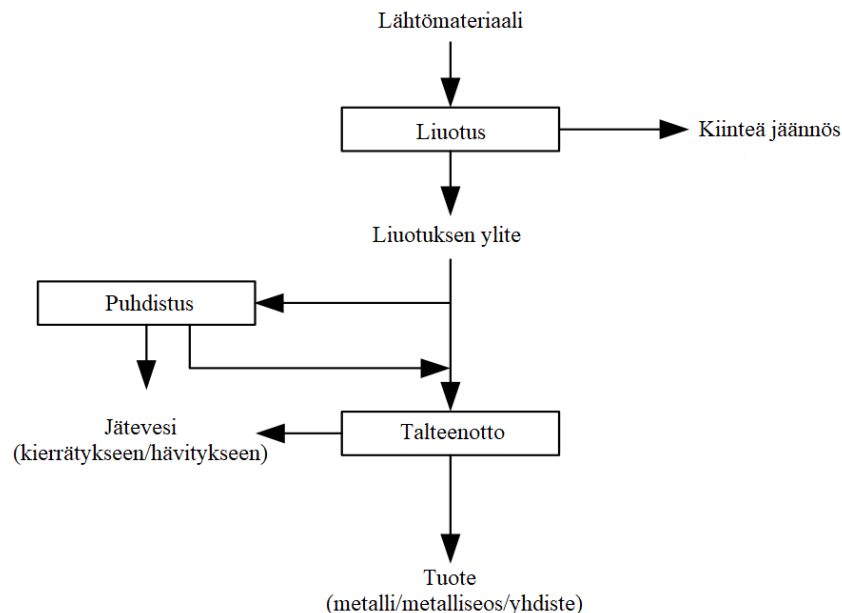 Lähtömateriaali
Liuotus
Kiinteä jäännös
Liuotuksen ylite
Puhdistus
Jätevesi
(kierrätykseen/hävitykseen)
Talteenotto
Tuote
(metalli/metalliseos/yhdiste)